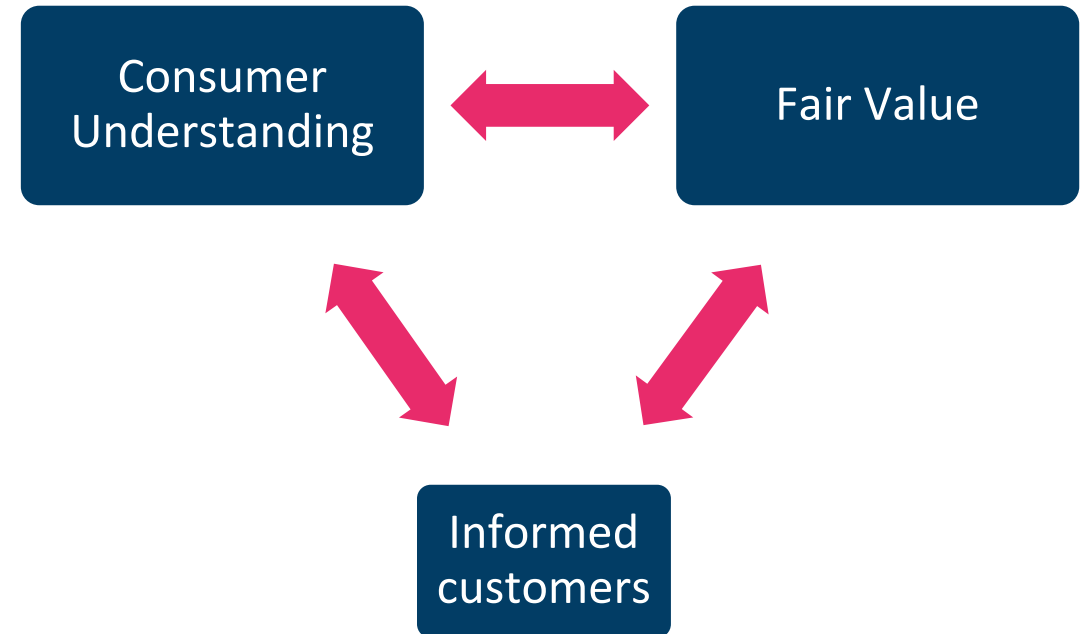 Consumer
Understanding
Fair Value
Informed
customers